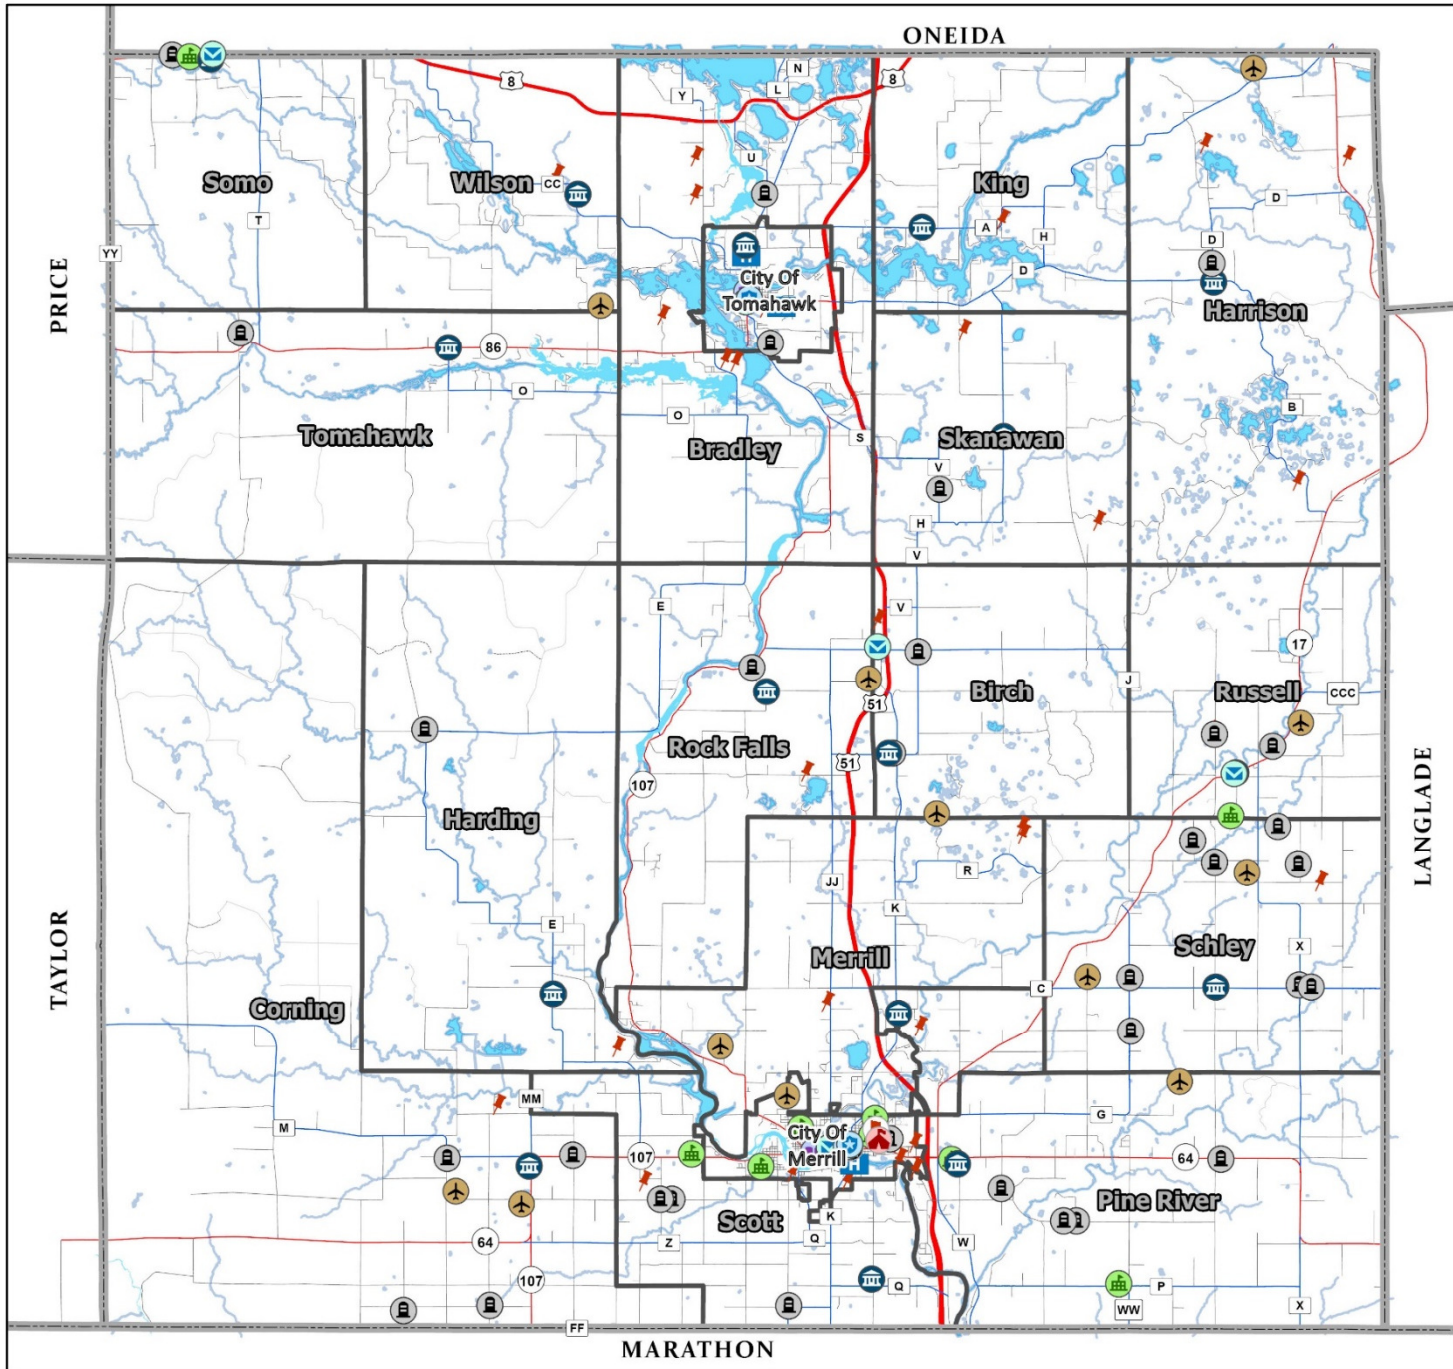 ONEIDA
N
8
8
L
Y
U
Somo
Wilson
CC
King
D
T
A
H
D
YY
D
PRICE
City Of
Tomahawk
Harrison
86
O
B
O
Tomahawk
Bradley
S
Skanawan
V
H
V
E
V
17
J
Russell
CCC
Birch
51
Rock Falls
51
107
Harding
LANGLADE
R
JJ
K
TAYLOR
E
Merrill
Schley
X
C
Corning
MM
M
G
City Of
Merrill
H
107
64
Pine River
Scott
K
Q
64
Z
W
107
Q
P
WW
X
FF
MARATHON